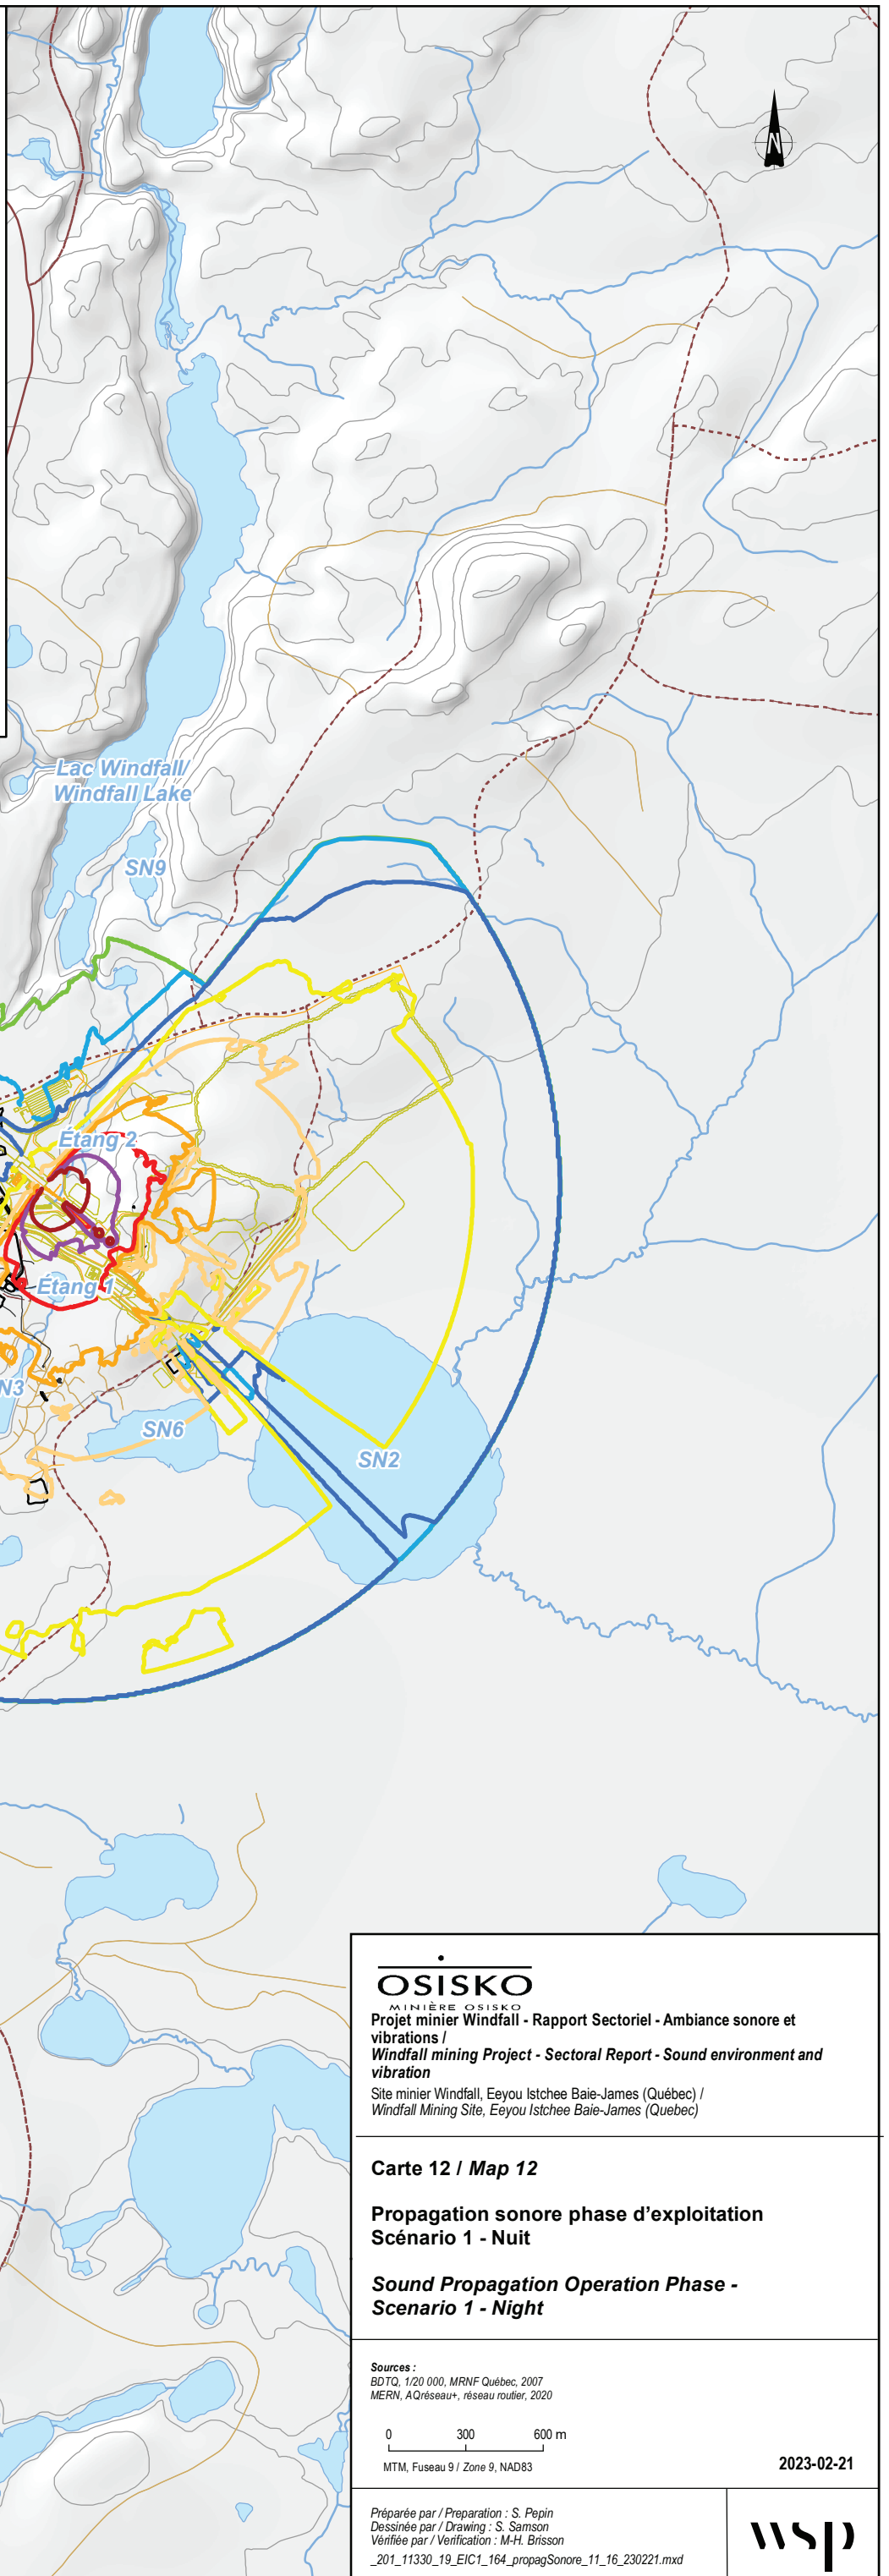 N
Lac Windfall/
Windfall Lake
SN9
Étang 2
Étang 1
N3
SN6
SN2
OSISKO
MINIÈRE OSISKO
Projet minier Windfall - Rapport Sectoriel - Ambiance sonore et
vibrations /
Windfall mining Project - Sectoral Report - Sound environment and
vibration
Site minier Windfall, Eeyou Istchee Baie-James (Québec) /
Windfall Mining Site, Eeyou Istchee Baie-James (Quebec)
Carte 12 / Map 12
Propagation sonore phase d'exploitation
Scénario 1 - Nuit
Sound Propagation Operation Phase -
Scenario 1 - Night
Sources :
BDTQ, 1/20 000, MRNF Québec, 2007
MERN, AQréseau+, réseau routier, 2020
0 300 600 m
MTM, Fuseau 9 / Zone 9, NAD83
2023-02-21
Préparée par / Preparation : S. Pepin
Dessinée par / Drawing : S. Samson
Vérifiée par / Verification : M-H. Brisson
_201_11330_19_EIC1_164_propagSonore_11_16_230221.mxd
wsp